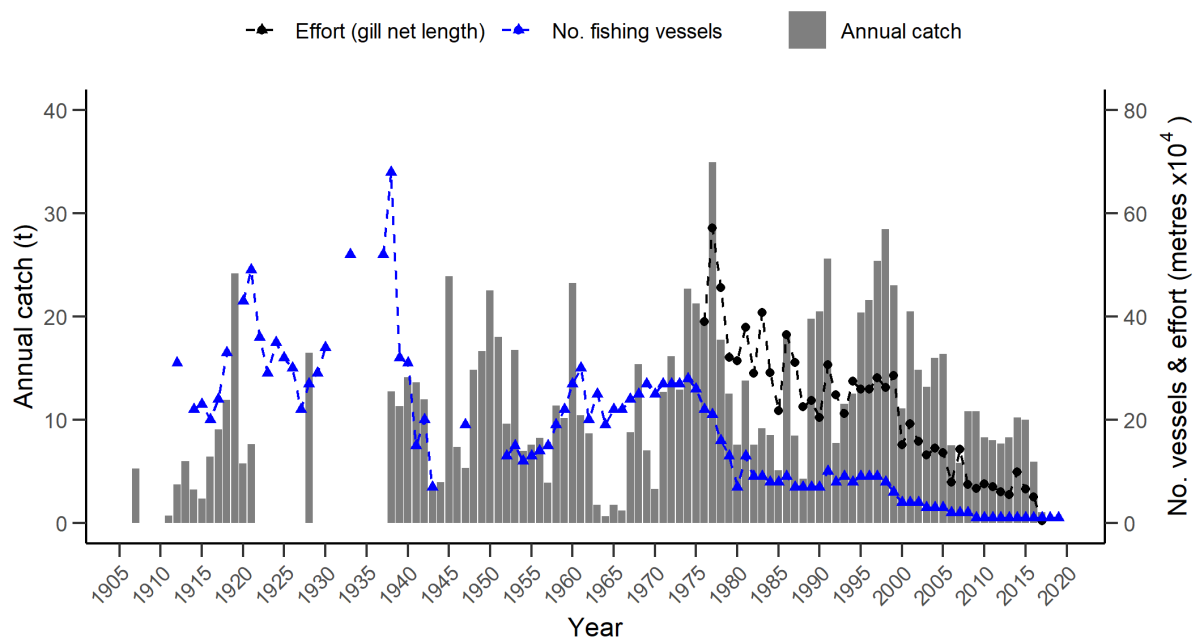 Effort (gill net length) No. fishing vessels Annual catch
Annual catch (t)
40
30
20
10
0
80
60
40
20
0
No. vessels & effort (metres x10⁴ )
1905 1910 1915 1920 1925 1930 1935 1940 1945 1950 1955 1960 1965 1970 1975 1980 1985 1990 1995 2000 2005 2010 2015 2020
Year